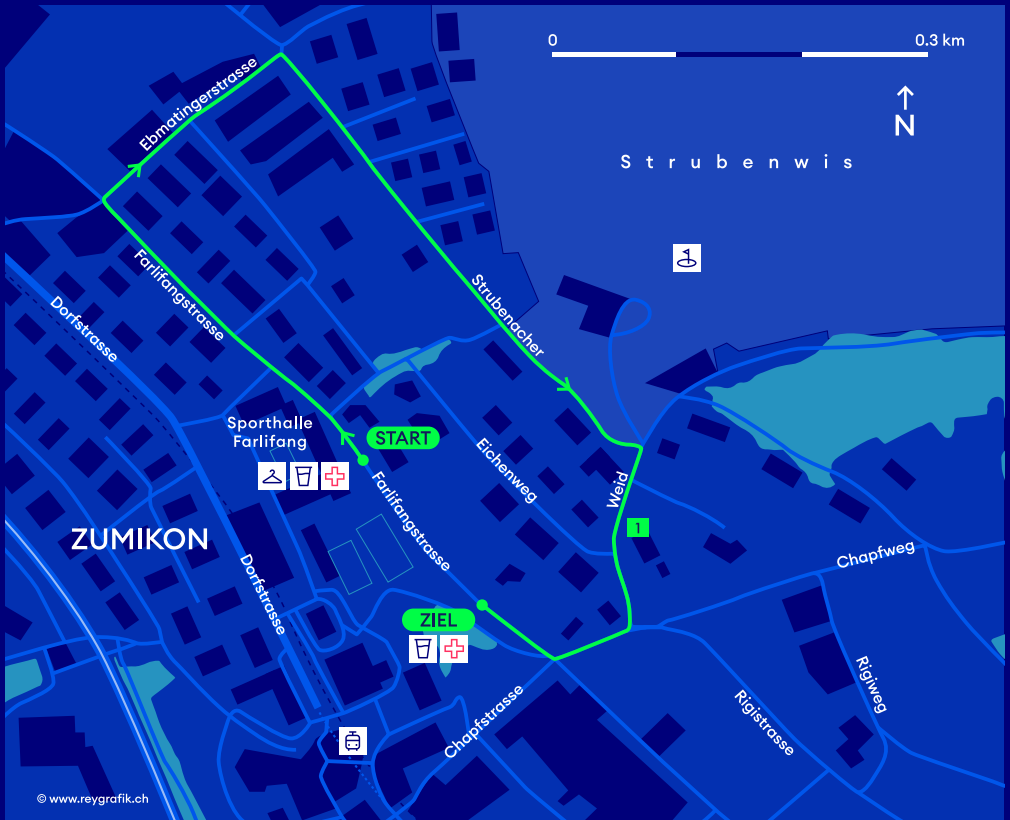 0 0.3 km
N
Strubenwis
Ebmatingerstrasse
Farlifangstrasse
Dorfstrasse
Strubenacher
Sporthalle
Farlifang
START
Eichenweg
Weid
Farlifangstrasse
1
ZUMIKON
Dorfstrasse
Chapfweg
ZIEL
Chapfstrasse
Rigistrasse
Rigiweg
© www.reygrafik.ch